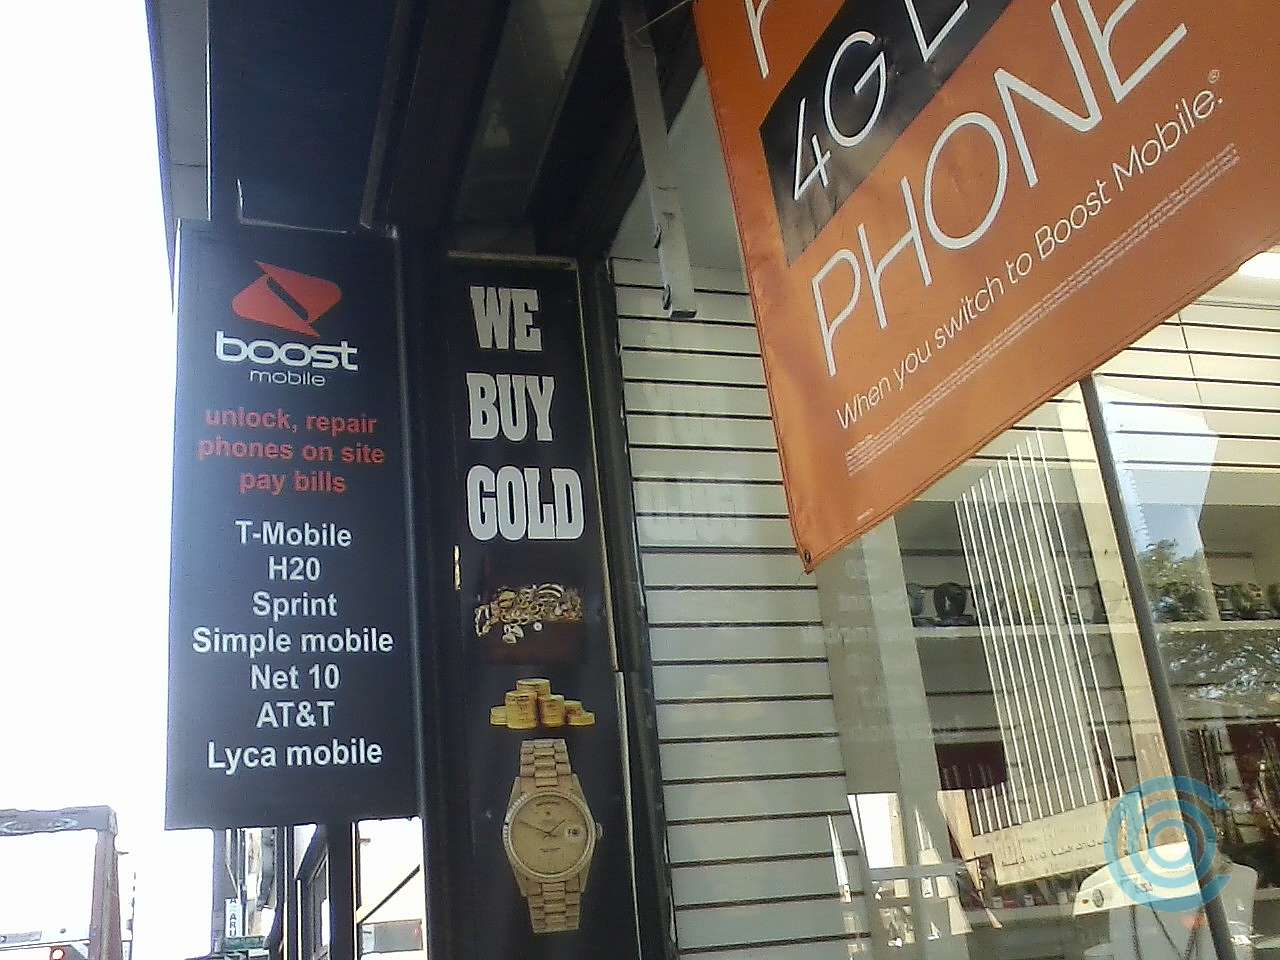 boost
mobile
unlock, repair
phones on site
pay bills
T-Mobile
H20
Sprint
Simple mobile
Net 10
AT&T
Lyca mobile
WE
BUY
GOLD
4G
PHONE
When you switch to Boost Mobile.®